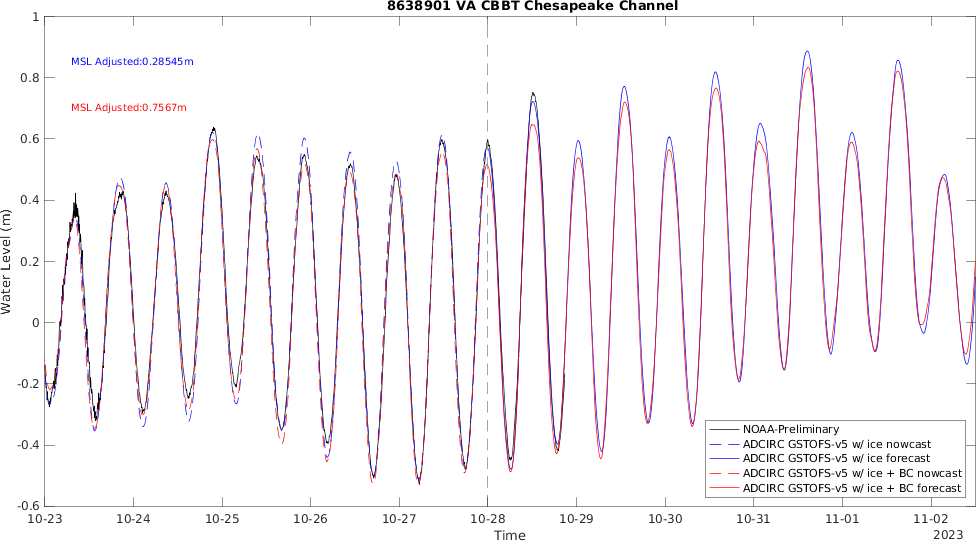 8638901 VA CBBT Chesapeake Channel
1
0.8
0.6
0.4
0.2
0
-0.2
-0.4
-0.6
Water Level (m)
MSL Adjusted:0.28545m
MSL Adjusted:0.7567m
NOAA-Preliminary
ADCIRC GSTOFS-v5 w/ ice nowcast
ADCIRC GSTOFS-v5 w/ ice forecast
ADCIRC GSTOFS-v5 w/ ice + BC nowcast
ADCIRC GSTOFS-v5 w/ ice + BC forecast
10-23 10-24 10-25 10-26 10-27 10-28 10-29 10-30 10-31 11-01 11-02
Time
2023